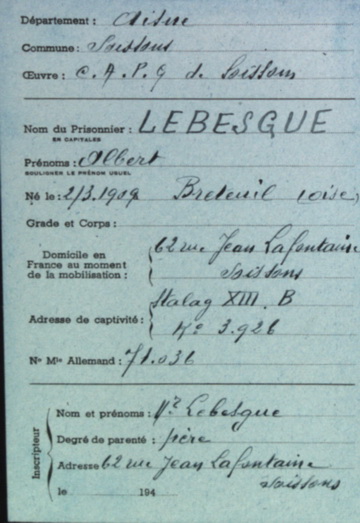 Département : Aisne
Commune : Soissons
Œuvre : C. A. P. G de Soissons
Nom du Prisonnier : LEBESGUE
EN CAPITALES
Prénoms : Albert
SOULIGNER LE PRÉNOM USUEL
Né le : 2/3.1909 Breteuil (oise)
Grade et Corps :
Domicile en France au moment de la mobilisation : 62 rue Jean Lafontaine
Soissons
Adresse de captivité : Stalag XIII. B
Ko 3.926
No Mle Allemand : 71.036
Inscripteur
Nom et prénoms : Mr Lebesgue
Degré de parenté : père
Adresse 62 rue Jean Lafontaine
Soissons
le 194